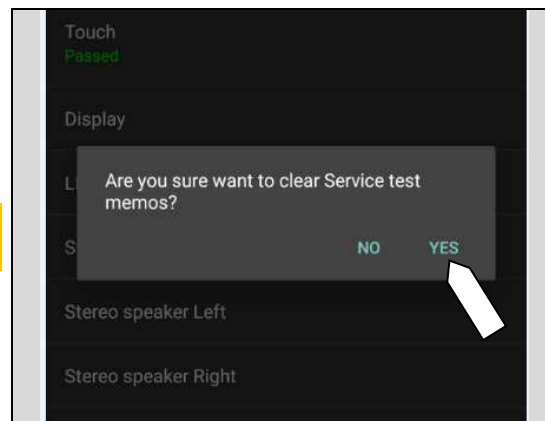 Touch
Passed
Display
L
Are you sure want to clear Service test
memos?
S
NO YES
Stereo speaker Left
Stereo speaker Right